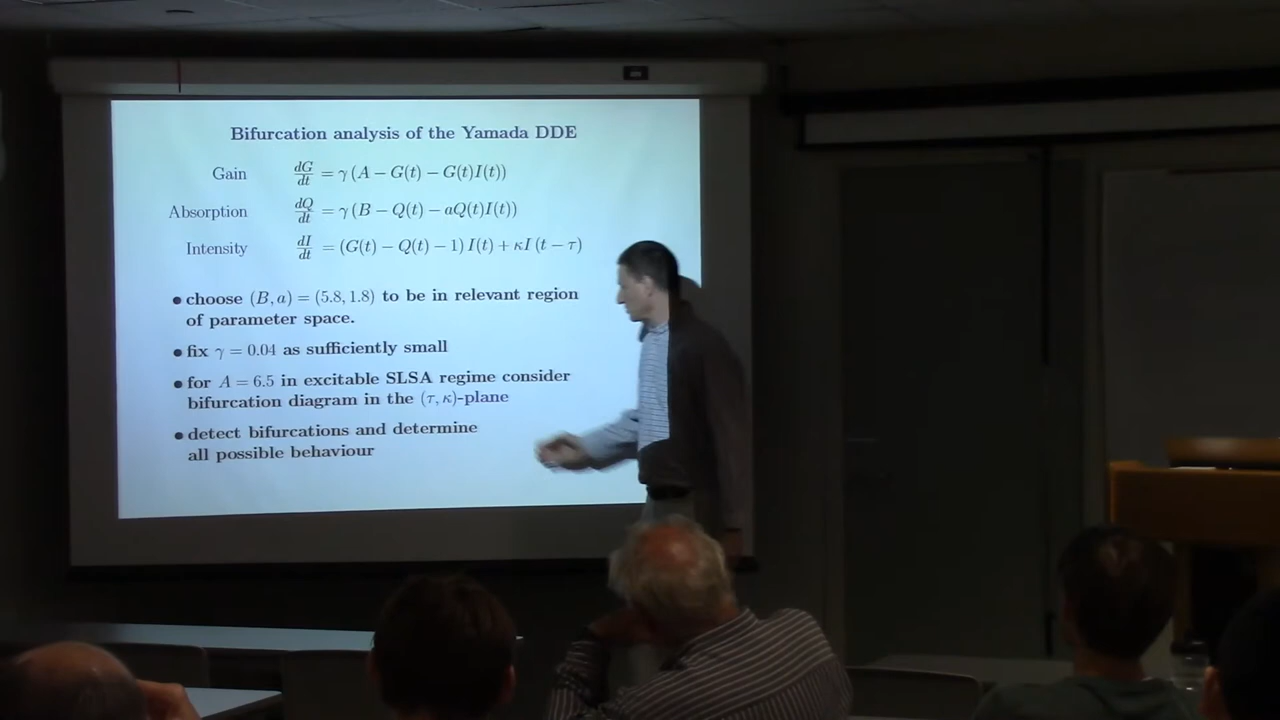 Bifurcation analysis of the Yamada DDE
Gain dG/dt = γ (A − G(t) − G(t)I(t))
Absorption dQ/dt = γ (B − Q(t) − aQ(t)I(t))
Intensity dI/dt = (G(t) − Q(t) − 1) I(t) + κI (t − τ)
• choose (B, a) = (5.8, 1.8) to be in relevant region
of parameter space.
• fix γ = 0.04 as sufficiently small
• for A = 6.5 in excitable SLSA regime consider
bifurcation diagram in the (τ, κ)-plane
• detect bifurcations and determine
all possible behaviour